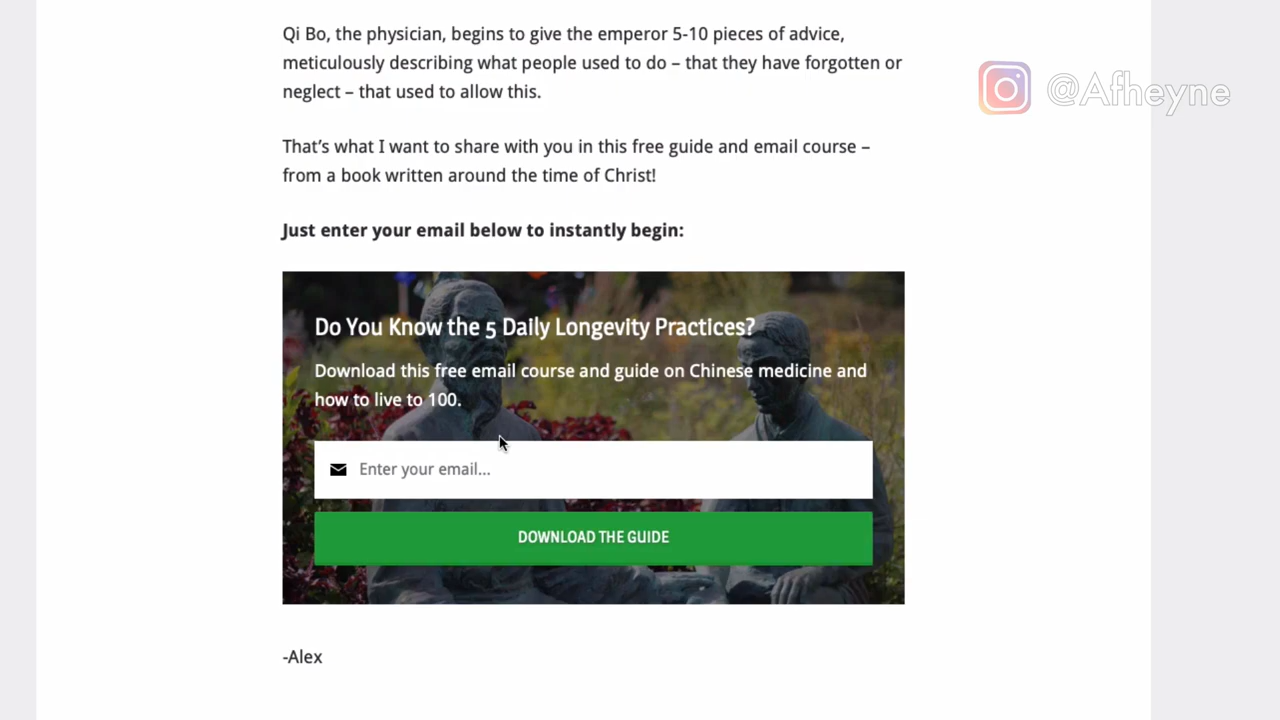 Qi Bo, the physician, begins to give the emperor 5-10 pieces of advice,
meticulously describing what people used to do – that they have forgotten or
neglect – that used to allow this.
@Afheyne
That’s what I want to share with you in this free guide and email course –
from a book written around the time of Christ!
Just enter your email below to instantly begin:
Do You Know the 5 Daily Longevity Practices?
Download this free email course and guide on Chinese medicine and
how to live to 100.
Enter your email...
DOWNLOAD THE GUIDE
-Alex